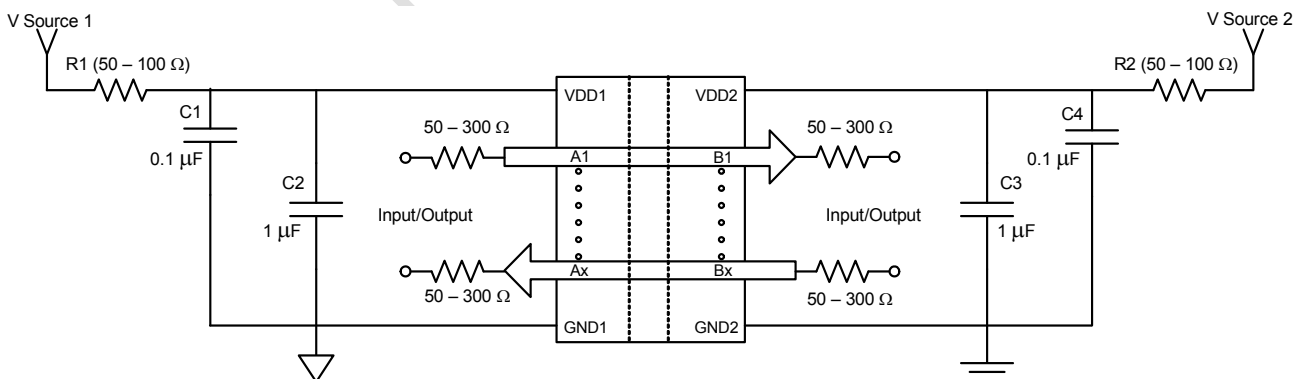 V Source 1
V Source 2
R1 (50 – 100 Ω)
R2 (50 – 100 Ω)
VDD1
VDD2
C1
C4
50 – 300 Ω
50 – 300 Ω
0.1 μF
0.1 μF
A1
B1
C2
C3
Input/Output
Input/Output
1 μF
1 μF
Ax
Bx
50 – 300 Ω
50 – 300 Ω
GND1
GND2